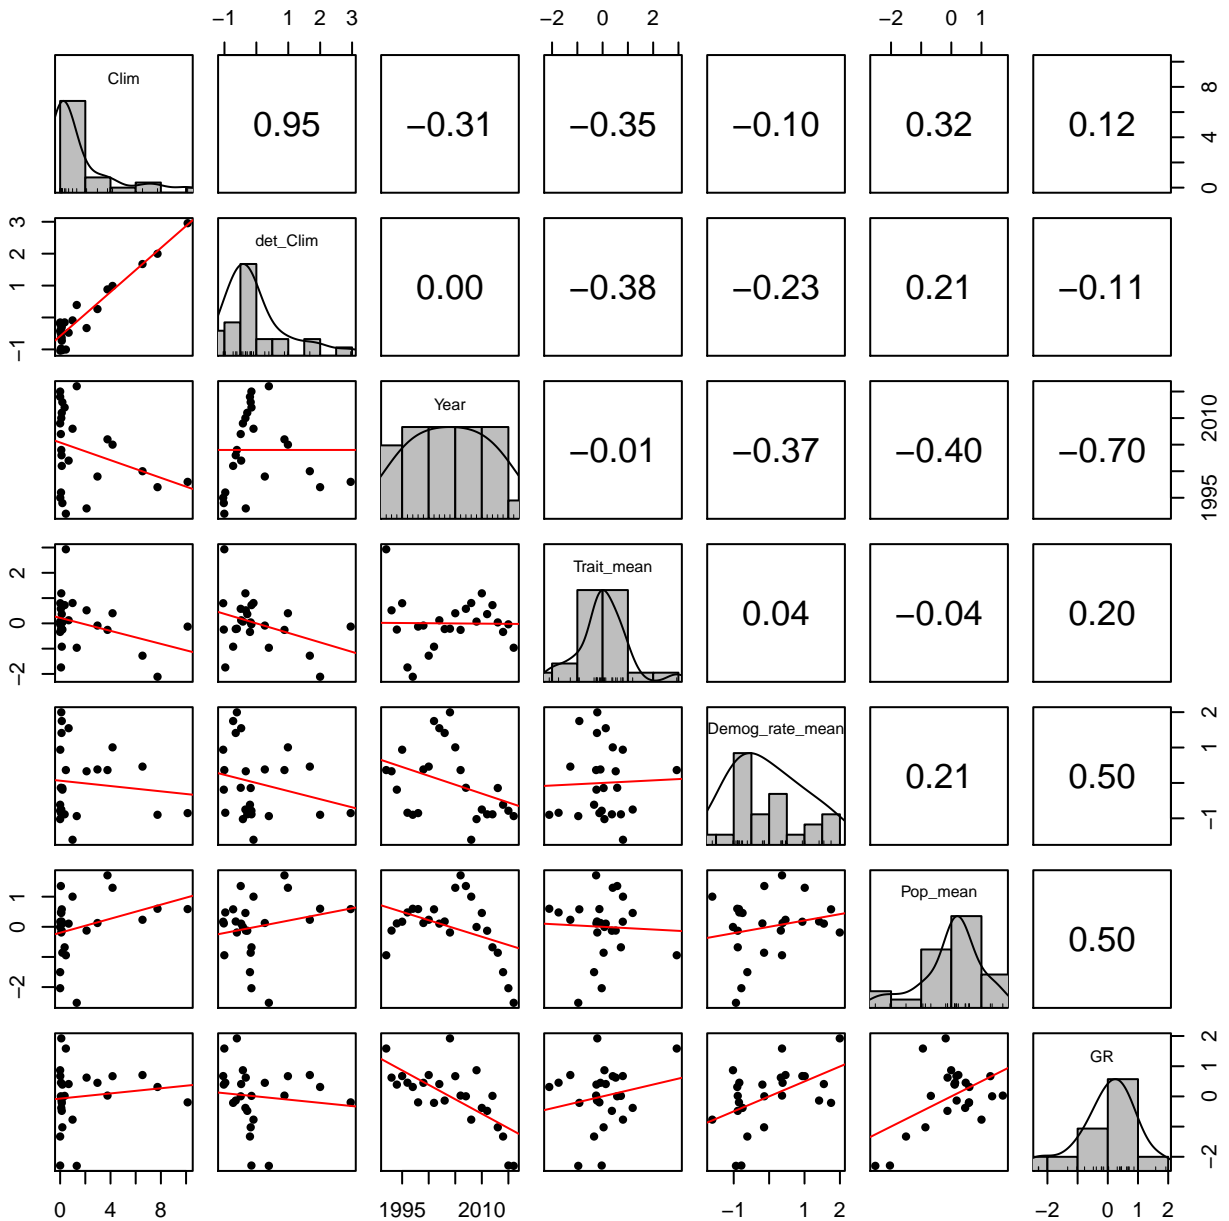 −1 1 2 3 −2 0 2 −1 0 1
Clim 0.95 −0.31 −0.35 −0.10 0.32 0.12 0 4 8
−1 1 2 3 det_Clim 0.00 −0.38 −0.23 0.21 −0.11
Year −0.01 −0.37 −0.40 −0.70 1995 2010
−2 0 2 Trait_mean 0.04 −0.04 0.20
Demog_rate_mean 0.21 0.50 −1 1 2
−2 0 1 Pop_mean 0.50
GR −2 0 1 2
0 4 8 1995 2010 −1 1 2 −2 0 1 2